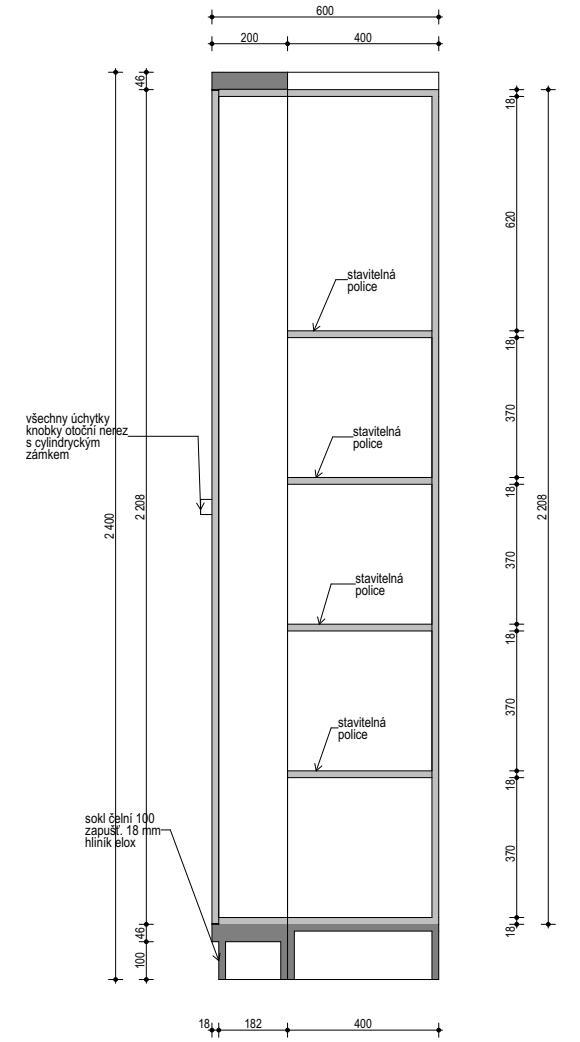 600
200
400
46
18
620
stavitelná
police
18
370
všechny úchytky
knobky otoční nerez
s cylindryckým
zámkem
stavitelná
police
18
2 400
2 208
2 208
370
stavitelná
police
18
370
stavitelná
police
18
sokl čelní 100
zapušt. 18 mm
hliník elox
370
46
18
100
18
182
400